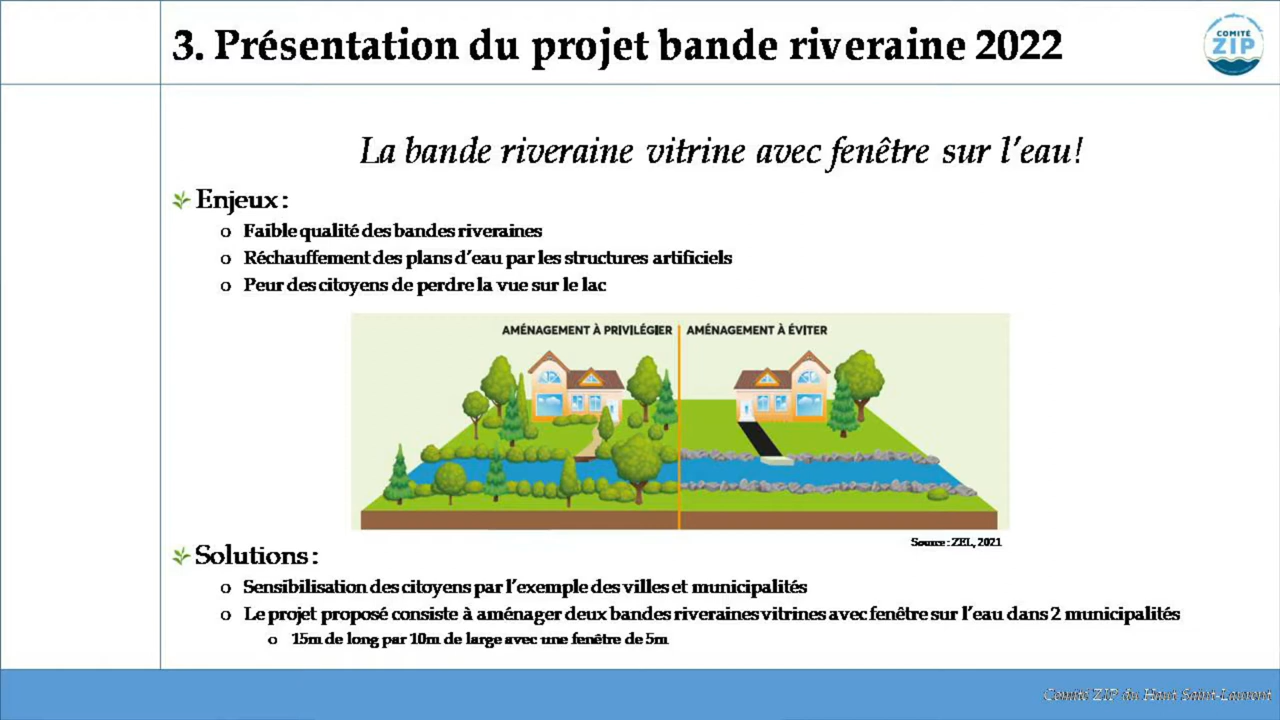 3. Présentation du projet bande riveraine 2022
COMITÉ
ZIP
La bande riveraine vitrine avec fenêtre sur l'eau!
Enjeux :
o Faible qualité des bandes riveraines
o Réchauffement des plans d'eau par les structures artificiels
o Peur des citoyens de perdre la vue sur le lac
AMÉNAGEMENT À PRIVILÉGIER
AMÉNAGEMENT À ÉVITER
Source : ZEL, 2021
Solutions :
o Sensibilisation des citoyens par l'exemple des villes et municipalités
o Le projet proposé consiste à aménager deux bandes riveraines vitrines avec fenêtre sur l'eau dans 2 municipalités
o 15m de long par 10m de large avec une fenêtre de 5m
Comité ZIP du Haut Saint-Laurent